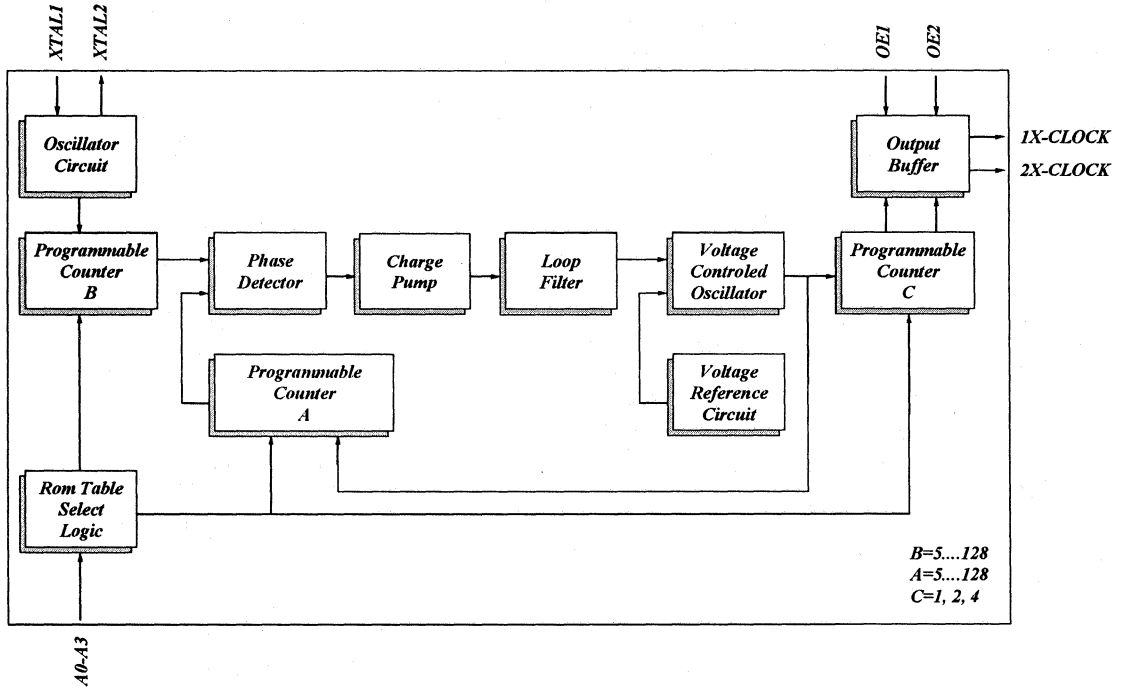 XTAL1
XTAL2
OE1
OE2
Oscillator
Circuit
Output
Buffer
1X-CLOCK
2X-CLOCK
Programmable
Counter
B
Phase
Detector
Charge
Pump
Loop
Filter
Voltage
Controled
Oscillator
Programmable
Counter
C
Programmable
Counter
A
Voltage
Reference
Circuit
Rom Table
Select
Logic
B=5....128
A=5....128
C=1, 2, 4
A0-A3